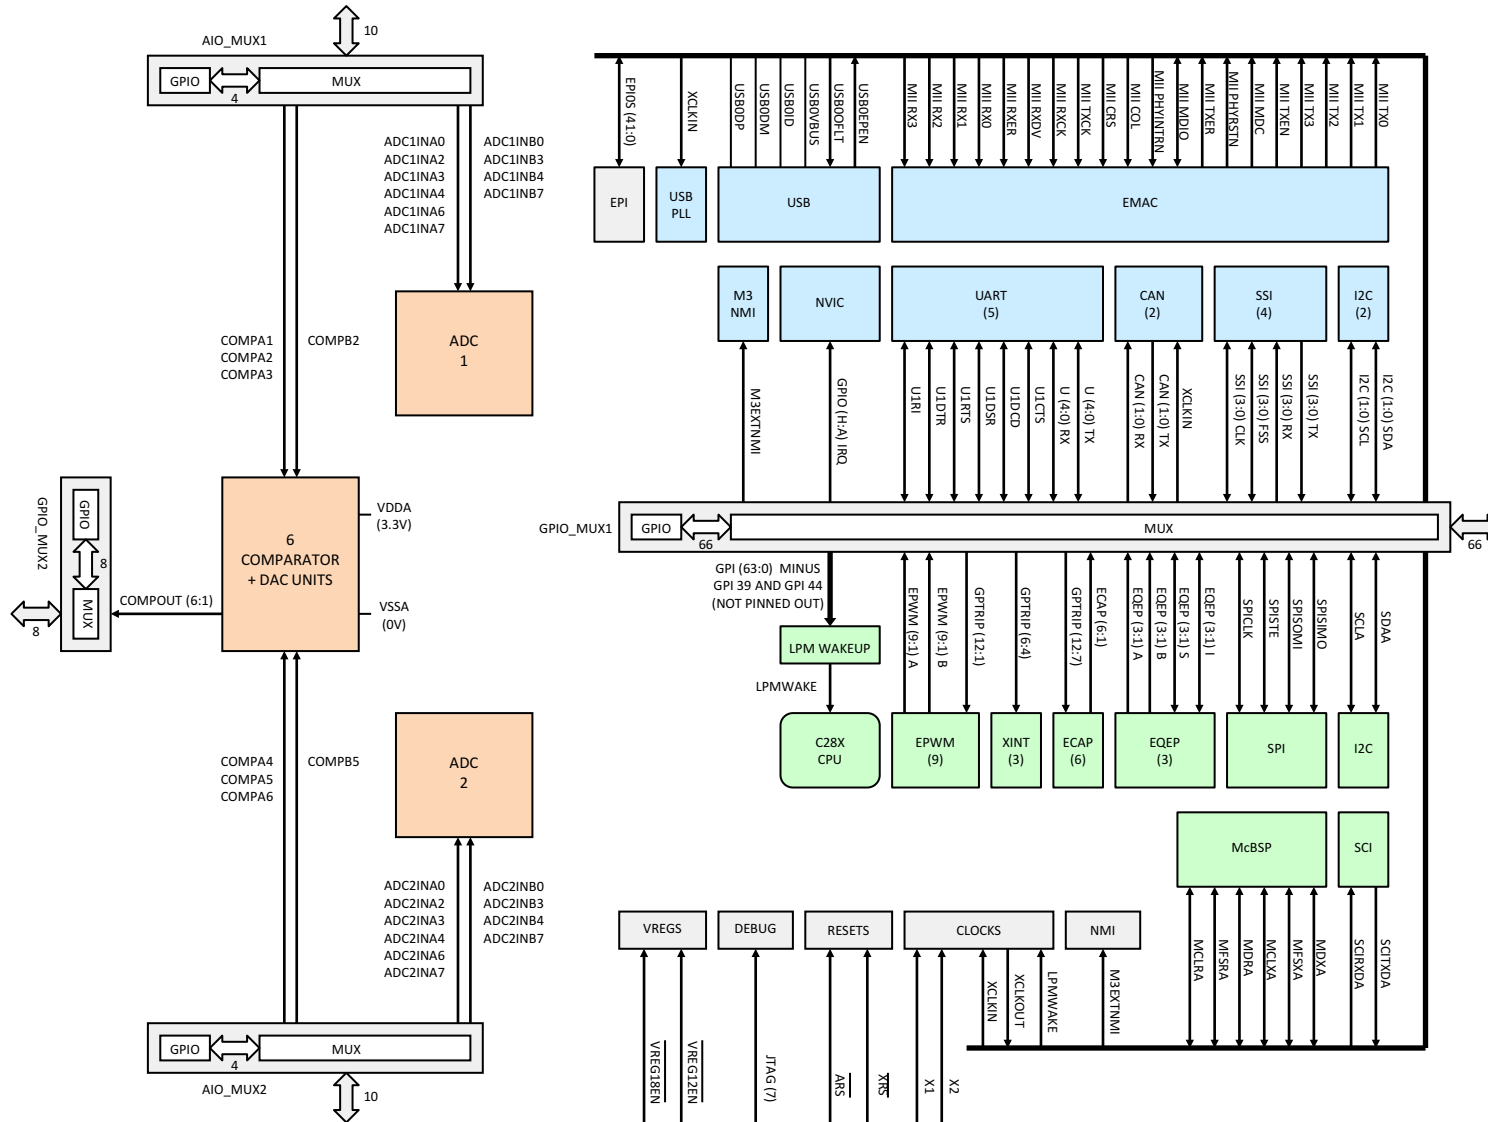 10
AIO_MUX1
GPIO
4
MUX
ADC1INA0
ADC1INA2
ADC1INA3
ADC1INA4
ADC1INA6
ADC1INA7
ADC1INB0
ADC1INB3
ADC1INB4
ADC1INB7
COMPA1
COMPA2
COMPA3
COMPB2
ADC
1
GPIO_MUX2
GPIO
8
MUX
8
COMPOUT (6:1)
6
COMPARATOR
+ DAC UNITS
VDDA
(3.3V)
VSSA
(0V)
COMPA4
COMPA5
COMPA6
COMPB5
ADC
2
ADC2INA0
ADC2INA2
ADC2INA3
ADC2INA4
ADC2INA6
ADC2INA7
ADC2INB0
ADC2INB3
ADC2INB4
ADC2INB7
GPIO
4
MUX
AIO_MUX2
10
EPI0S (41:0)
XCLKIN
USB0DP
USB0DM
USB0ID
USB0VBUS
USB0OFLT
USB0EPEN
MII RX3
MII RX2
MII RX1
MII RX0
MII RXER
MII RXDV
MII RXCK
MII TXCK
MII CRS
MII COL
MII PHYINTRN
MII MDIO
MII TXER
MII PHYRSTN
MII MDC
MII TXEN
MII TX3
MII TX2
MII TX1
MII TX0
EPI
USB
PLL
USB
EMAC
M3
NMI
NVIC
UART
(5)
CAN
(2)
SSI
(4)
I2C
(2)
M3EXTNMI
GPIO (H:A) IRQ
U1RI
U1DTR
U1RTS
U1DSR
U1DCD
U1CTS
U (4:0) RX
U (4:0) TX
CAN (1:0) RX
CAN (1:0) TX
XCLKIN
SSI (3:0) CLK
SSI (3:0) FSS
SSI (3:0) RX
SSI (3:0) TX
I2C (1:0) SCL
I2C (1:0) SDA
GPIO_MUX1
GPIO
66
MUX
66
GPI (63:0) MINUS
GPI 39 AND GPI 44
(NOT PINNED OUT)
LPM WAKEUP
LPMWAKE
EPWM (9:1) A
EPWM (9:1) B
GPTRIP (12:1)
GPTRIP (6:4)
GPTRIP (12:7)
ECAP (6:1)
EQEP (3:1) A
EQEP (3:1) B
EQEP (3:1) S
EQEP (3:1) I
SPICLK
SPISTE
SPISOMI
SPISIMO
SCLA
SDAA
C28X
CPU
EPWM
(9)
XINT
(3)
ECAP
(6)
EQEP
(3)
SPI
I2C
McBSP
SCI
MCLRA
MFSRA
MDRA
MCLXA
MFSXA
MDXA
SCIRXDA
SCITXDA
VREGS
DEBUG
RESETS
CLOCKS
NMI
VREG18EN
VREG12EN
JTAG (7)
ARS
XRS
X1
X2
XCLKIN
XCLKOUT
LPMWAKE
M3EXTNMI